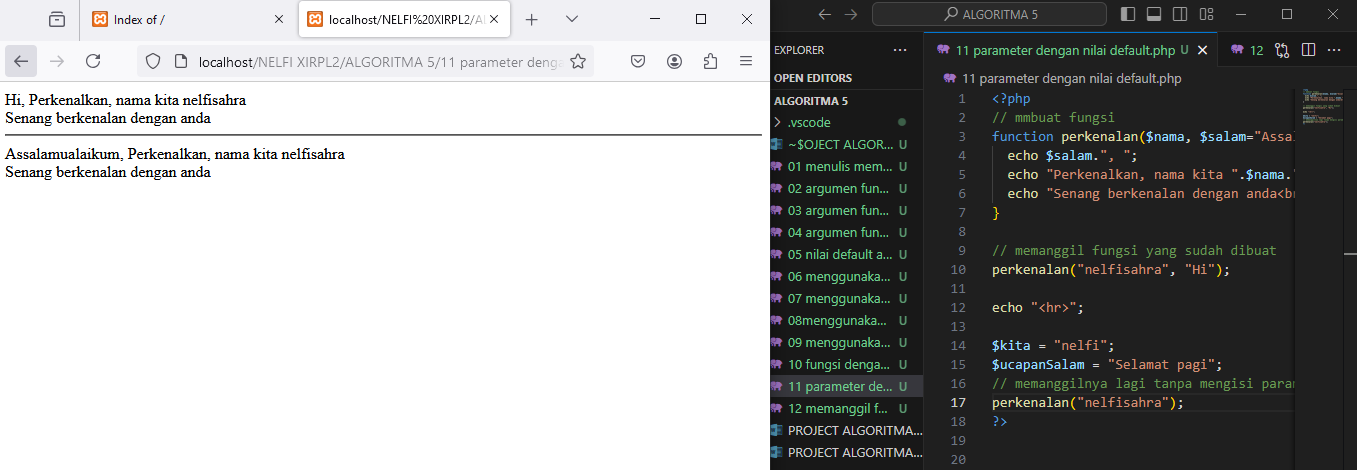 Index of /
localhost/NELFI%20XIRPL2/AL
localhost/NELFI XIRPL2/ALGORITMA 5/11 parameter denga
Hi, Perkenalkan, nama kita nelfisahra
Senang berkenalan dengan anda
Assalamualaikum, Perkenalkan, nama kita nelfisahra
Senang berkenalan dengan anda
ALGORITMA 5
EXPLORER
OPEN EDITORS
ALGORITMA 5
.vscode
~$OJECT ALGOR... U
01 menulis mem... U
02 argumen fun... U
03 argumen fun... U
04 argumen fun... U
05 nilai default a... U
06 menggunaka... U
07 menggunaka... U
08menggunaka... U
09 menggunaka... U
10 fungsi denga... U
11 parameter de... U
12 memanggil f... U
PROJECT ALGORITMA...
PROJECT ALGORITMA...
11 parameter dengan nilai default.php U
12
11 parameter dengan nilai default.php
1 <?php
2 // mmbuat fungsi
3 function perkenalan($nama, $salam="Assal
4 echo $salam.", ";
5 echo "Perkenalkan, nama kita ".$nama."
6 echo "Senang berkenalan dengan anda<br
7 }
8
9 // memanggil fungsi yang sudah dibuat
10 perkenalan("nelfisahra", "Hi");
11
12 echo "<hr>";
13
14 $kita = "nelfi";
15 $ucapanSalam = "Selamat pagi";
16 // memanggilnya lagi tanpa mengisi param
17 perkenalan("nelfisahra");
18 ?>
19
20